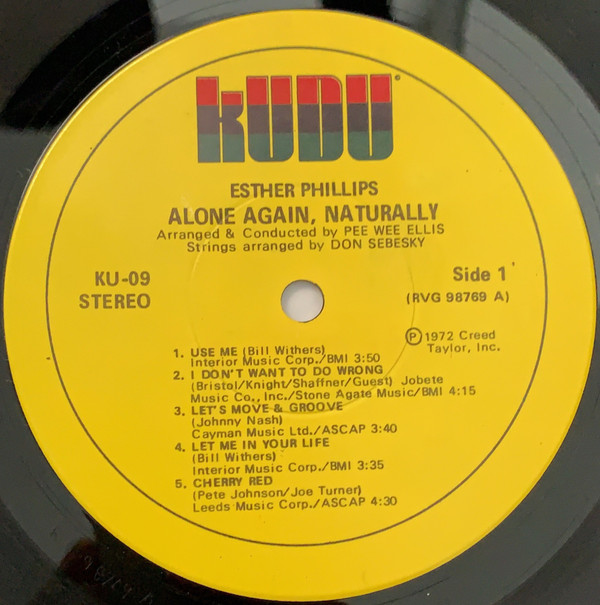 KUDU®
ESTHER PHILLIPS
ALONE AGAIN, NATURALLY
Arranged & Conducted by PEE WEE ELLIS
Strings arranged by DON SEBESKY
KU-09
STEREO
Side 1
(RVG 98769 A)
℗1972 Creed
Taylor, Inc.
1. USE ME (Bill Withers)
Interior Music Corp./BMI 3:50
2. I DON'T WANT TO DO WRONG
(Bristol/Knight/Shaffner/Guest) Jobete
Music Co., Inc./Stone Agate Music/BMI 4:15
3. LET'S MOVE & GROOVE
(Johnny Nash)
Cayman Music Ltd./ASCAP 3:40
4. LET ME IN YOUR LIFE
(Bill Withers)
Interior Music Corp./BMI 3:35
5. CHERRY RED
(Pete Johnson/Joe Turner)
Leeds Music Corp./ASCAP 4:30